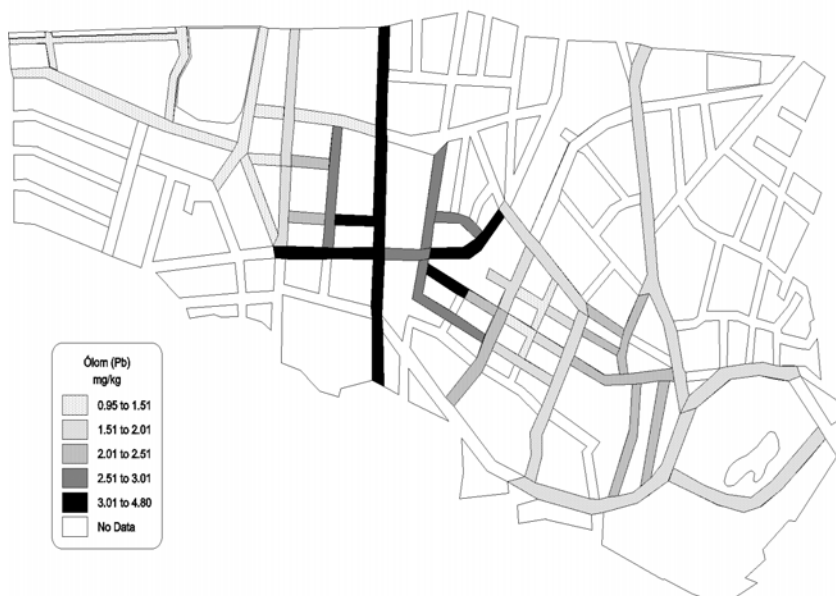 Ólom (Pb)
mg/kg
0.95 to 1.51
1.51 to 2.01
2.01 to 2.51
2.51 to 3.01
3.01 to 4.80
No Data